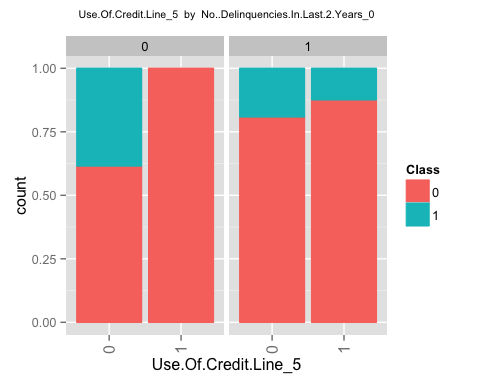 Use.Of.Credit.Line_5 by No..Delinquencies.In.Last.2.Years_0
0 1
1.00
0.75
0.50
0.25
0.00
count
0 1 0 1
Use.Of.Credit.Line_5
Class
0
1